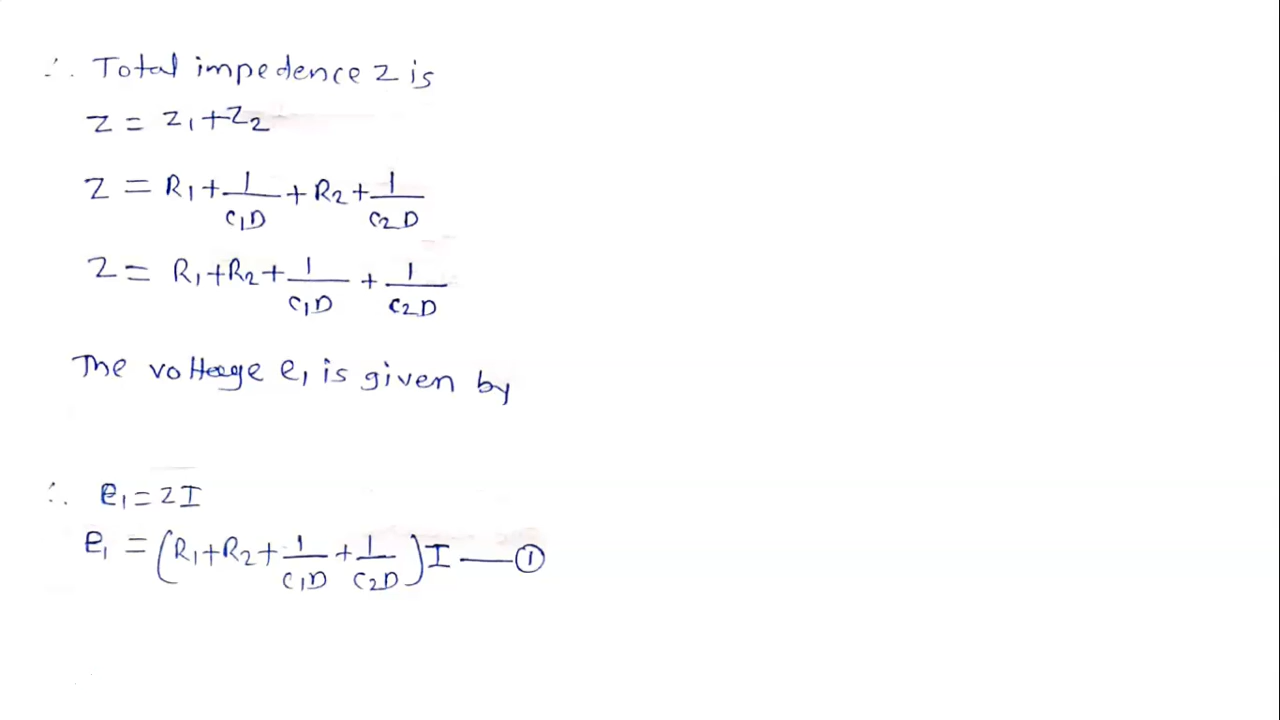 ∴ Total impedence Z is
Z = Z₁+Z₂
Z = R₁+1/C₁D + R₂+1/C₂D
Z = R₁+R₂+1/C₁D + 1/C₂D
The voltage e₁ is given by
∴ e₁=ZI
e₁ = (R₁+R₂+1/C₁D+1/C₂D)I —①